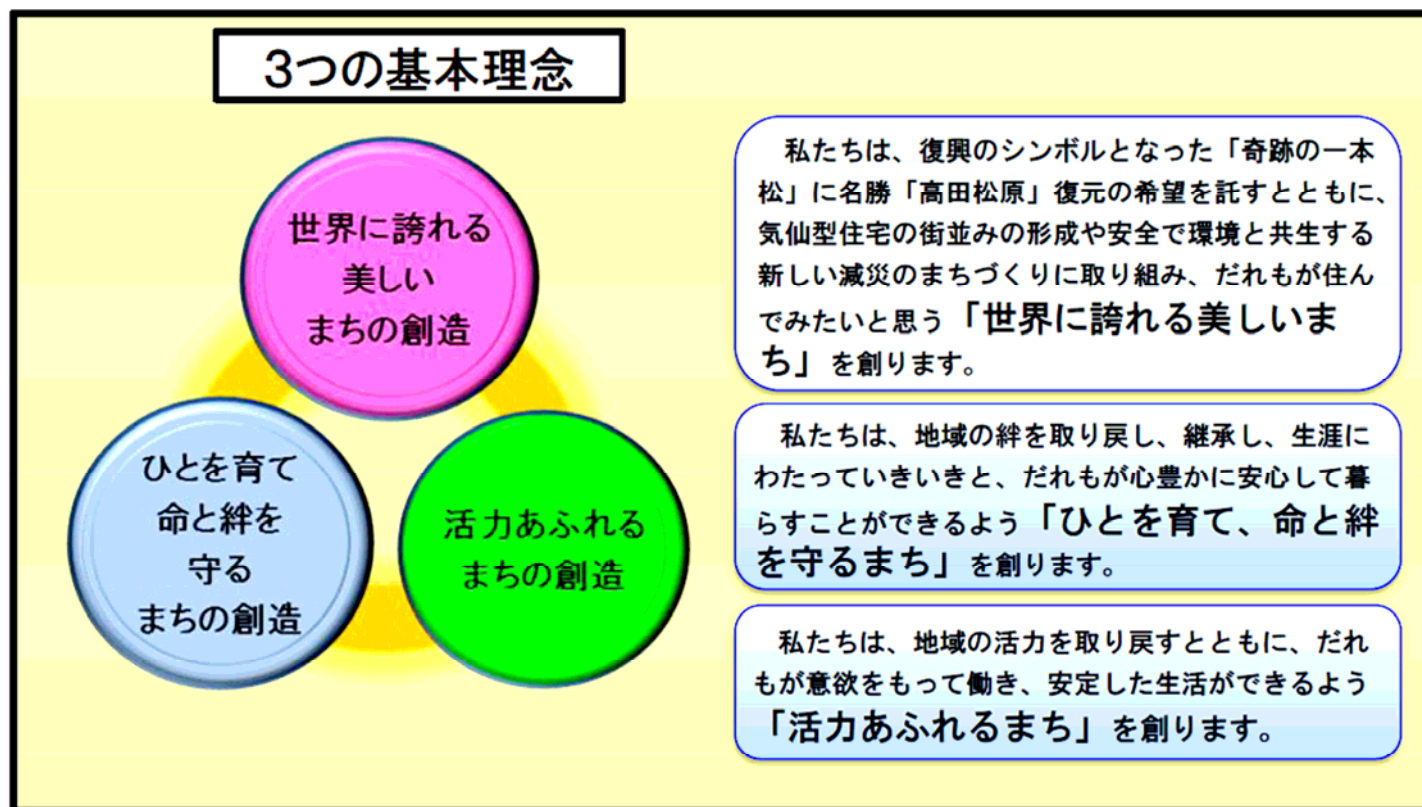 3つの基本理念
世界に誇れる
美しい
まちの創造
ひとを育て
命と絆を
守る
まちの創造
活力あふれる
まちの創造
私たちは、復興のシンボルとなった「奇跡の一本
松」に名勝「高田松原」復元の希望を託すとともに、
気仙型住宅の街並みの形成や安全で環境と共生する
新しい減災のまちづくりに取り組み、だれもが住ん
でみたいと思う「世界に誇れる美しいま
ち」を創ります。
私たちは、地域の絆を取り戻し、継承し、生涯に
わたっていきいきと、だれもが心豊かに安心して暮
らすことができるよう「ひとを育て、命と絆
を守るまち」を創ります。
私たちは、地域の活力を取り戻すとともに、だれ
もが意欲をもって働き、安定した生活ができるよう
「活力あふれるまち」を創ります。